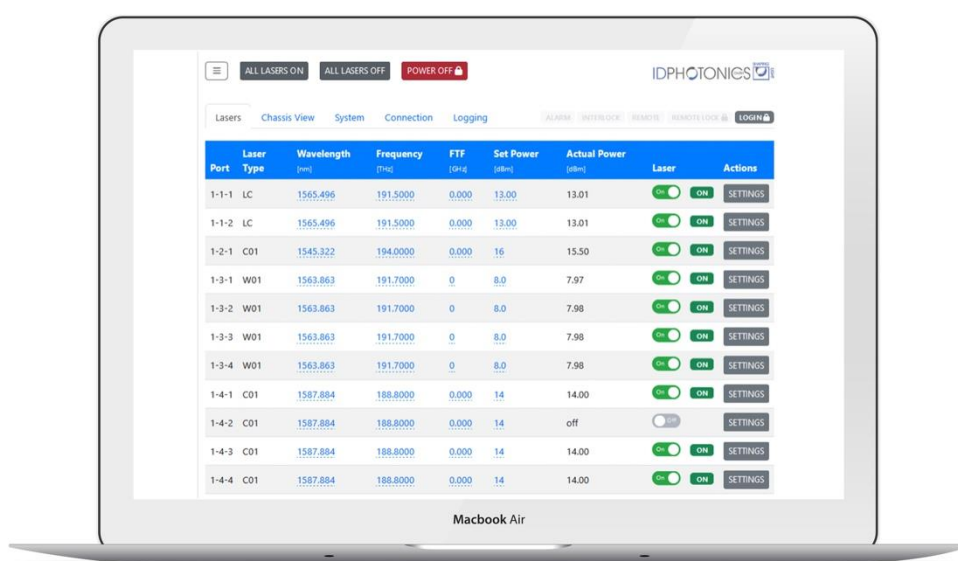 ALL LASERS ON ALL LASERS OFF POWER OFF IDPHOTONICS
Lasers Chassis View System Connection Logging ALARM INTERLOCK REMOTE REMOTE LOCK LOGIN
Port Laser Type Wavelength [nm] Frequency [THz] FTF [GHz] Set Power [dBm] Actual Power [dBm] Laser Actions
1-1-1 LC 1565.496 191.5000 0.000 13.00 13.01 On ON SETTINGS
1-1-2 LC 1565.496 191.5000 0.000 13.00 13.01 On ON SETTINGS
1-2-1 C01 1545.322 194.0000 0.000 16 15.50 On ON SETTINGS
1-3-1 W01 1563.863 191.7000 0 8.0 7.97 On ON SETTINGS
1-3-2 W01 1563.863 191.7000 0 8.0 7.98 On ON SETTINGS
1-3-3 W01 1563.863 191.7000 0 8.0 7.98 On ON SETTINGS
1-3-4 W01 1563.863 191.7000 0 8.0 7.98 On ON SETTINGS
1-4-1 C01 1587.884 188.8000 0.000 14 14.00 On ON SETTINGS
1-4-2 C01 1587.884 188.8000 0.000 14 off Off SETTINGS
1-4-3 C01 1587.884 188.8000 0.000 14 14.00 On ON SETTINGS
1-4-4 C01 1587.884 188.8000 0.000 14 14.00 On ON SETTINGS
Macbook Air